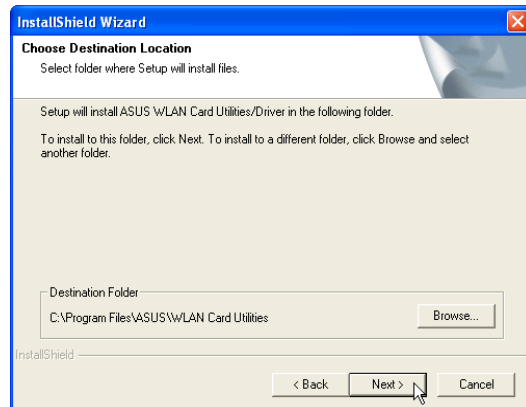 InstallShield Wizard
Choose Destination Location
Select folder where Setup will install files.
Setup will install ASUS WLAN Card Utilities/Driver in the following folder.
To install to this folder, click Next. To install to a different folder, click Browse and select
another folder.
Destination Folder
C:\Program Files\ASUS\WLAN Card Utilities
Browse...
InstallShield
< Back
Next >
Cancel